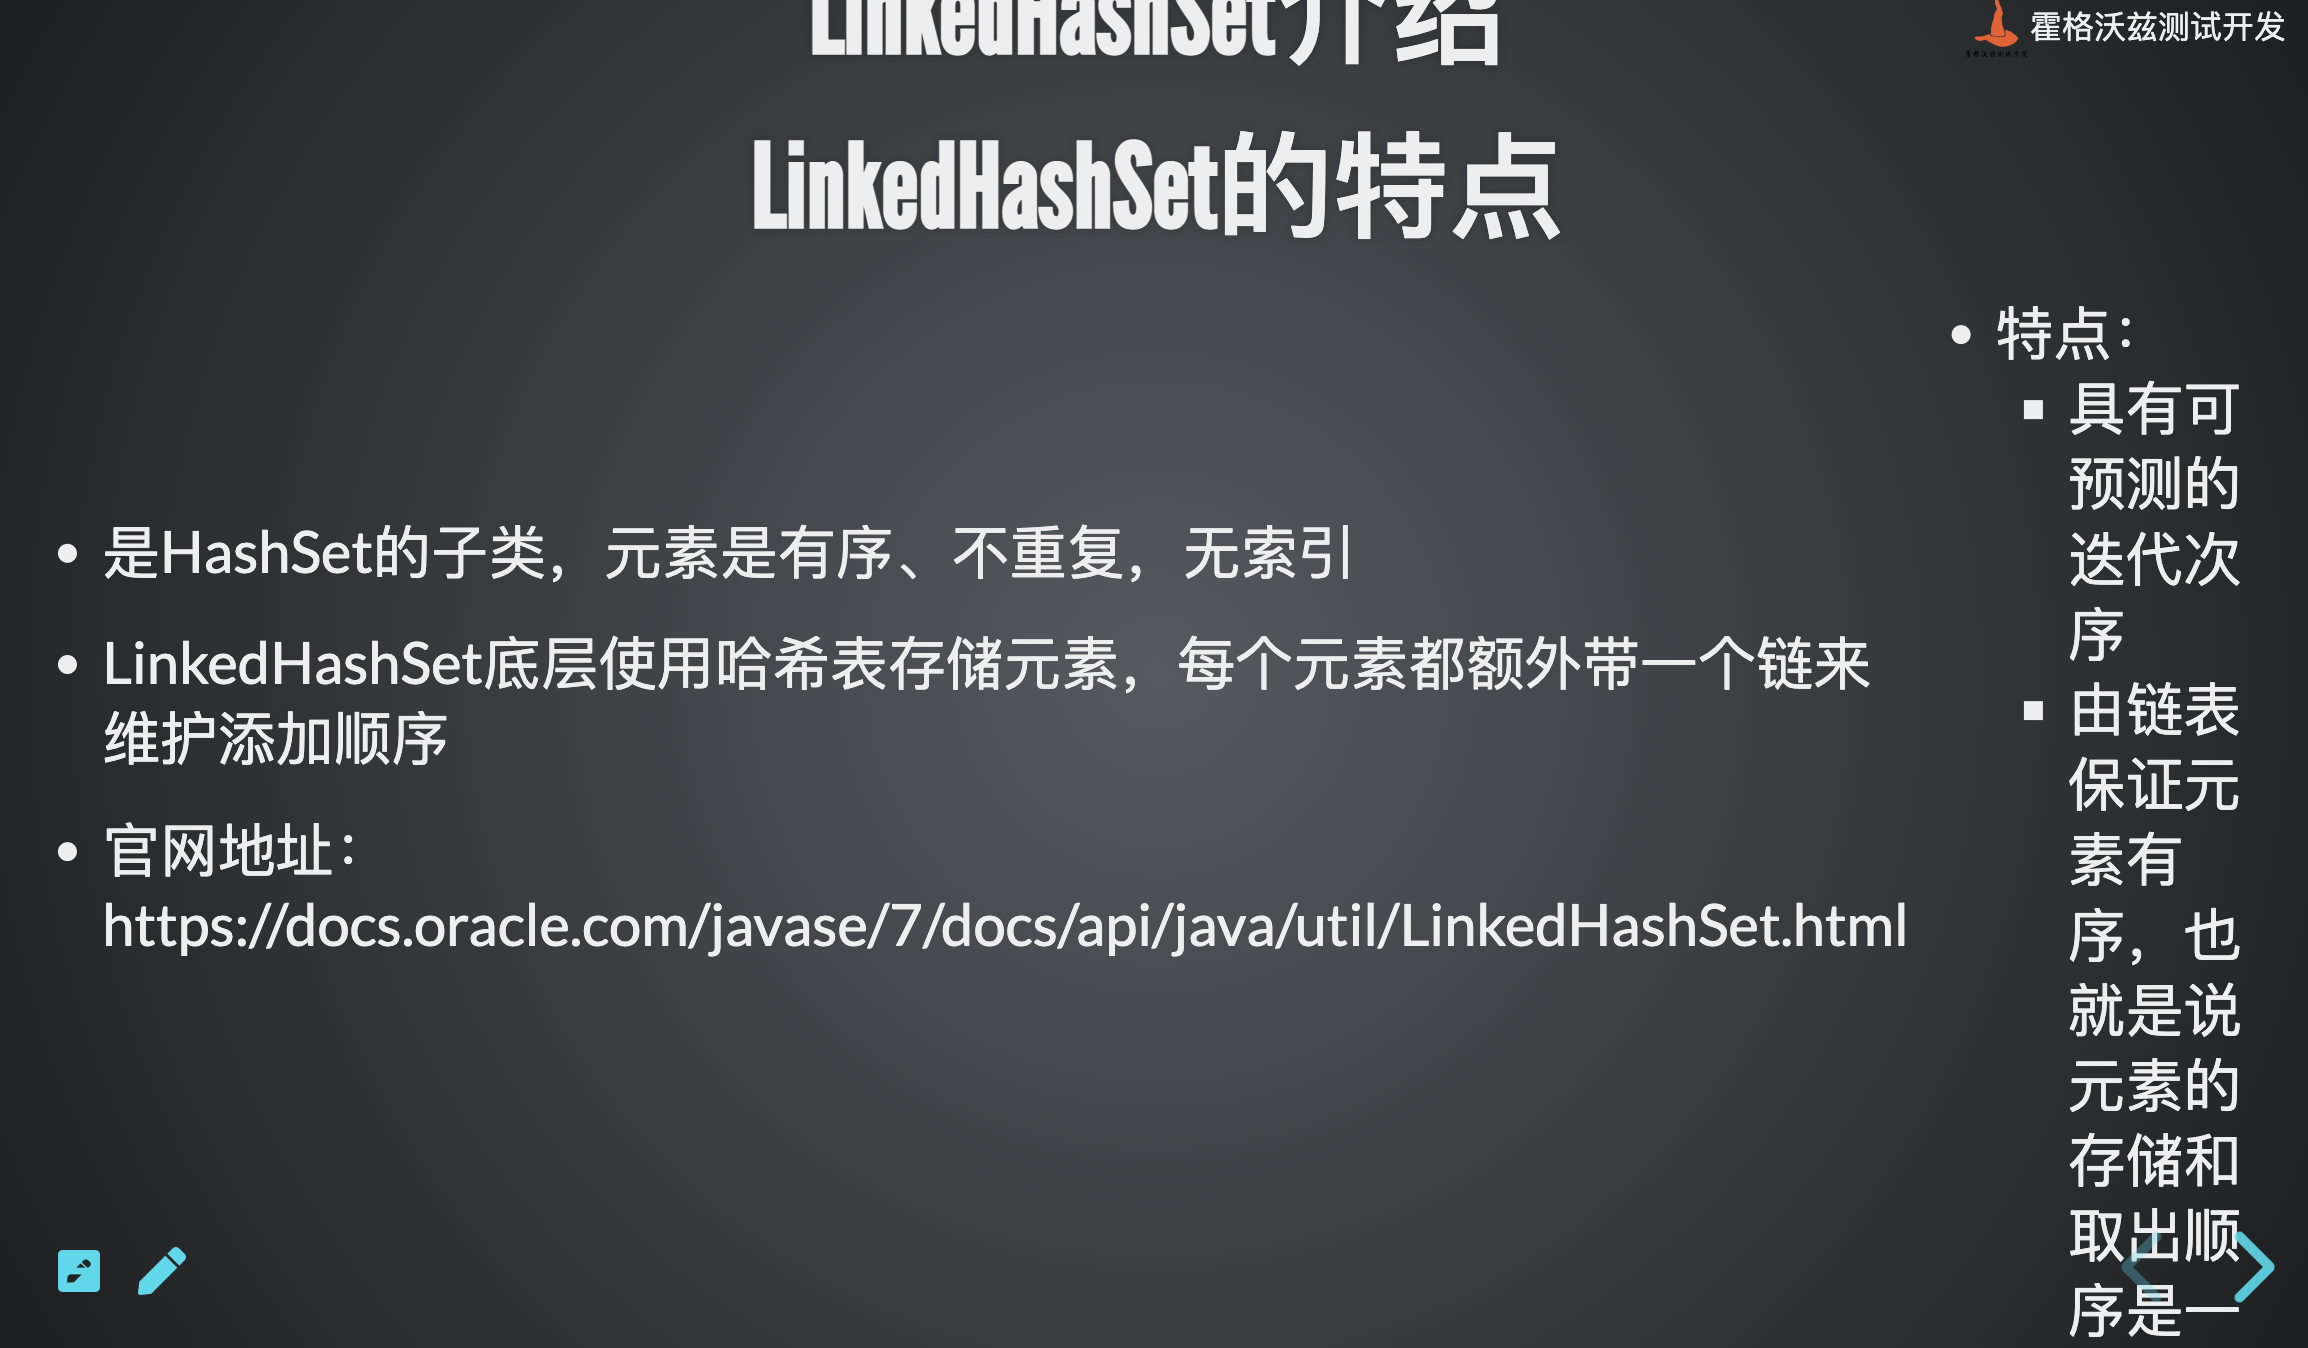 LinkedHashSet介绍
霍格沃兹测试开发
LinkedHashSet的特点
是HashSet的子类，元素是有序、不重复，无索引
LinkedHashSet底层使用哈希表存储元素，每个元素都额外带一个链来
维护添加顺序
官网地址：
https://docs.oracle.com/javase/7/docs/api/java/util/LinkedHashSet.html
特点：
具有可
预测的
迭代次
序
由链表
保证元
素有
序，也
就是说
元素的
存储和
取出顺
序是一